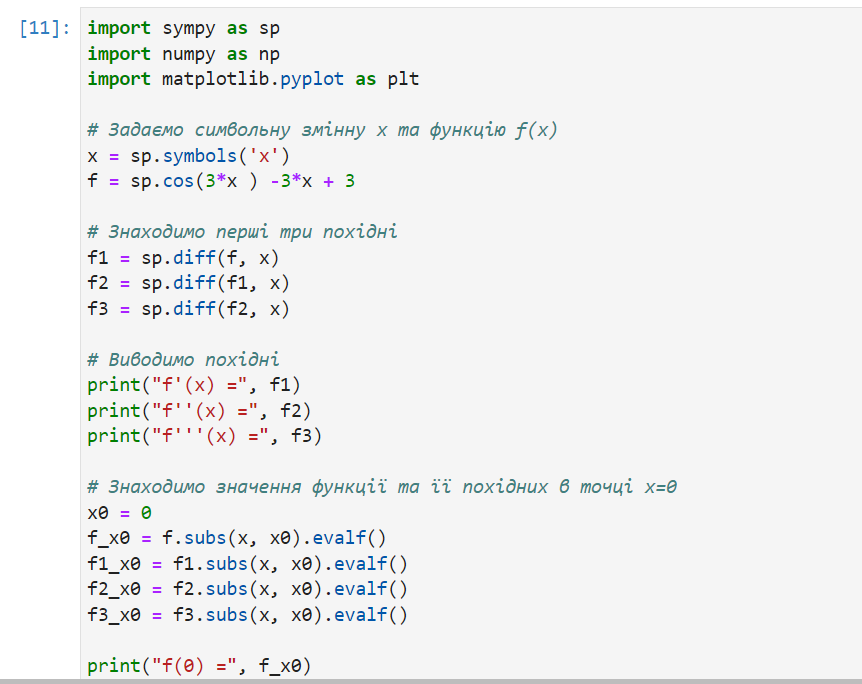 [11]: import sympy as sp
import numpy as np
import matplotlib.pyplot as plt
# Задаємо символьну змінну x та функцію f(x)
x = sp.symbols('x')
f = sp.cos(3*x ) -3*x + 3
# Знаходимо перші три похідні
f1 = sp.diff(f, x)
f2 = sp.diff(f1, x)
f3 = sp.diff(f2, x)
# Виводимо похідні
print("f'(x) =", f1)
print("f''(x) =", f2)
print("f'''(x) =", f3)
# Знаходимо значення функції та її похідних в точці x=0
x0 = 0
f_x0 = f.subs(x, x0).evalf()
f1_x0 = f1.subs(x, x0).evalf()
f2_x0 = f2.subs(x, x0).evalf()
f3_x0 = f3.subs(x, x0).evalf()
print("f(0) =", f_x0)